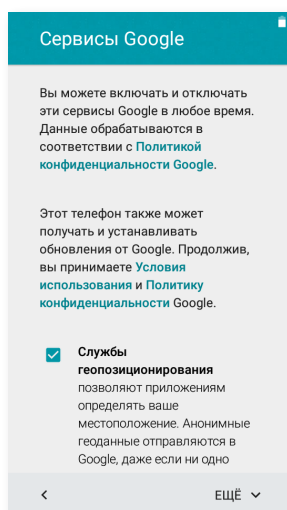 Сервисы Google
Вы можете включать и отключать
эти сервисы Google в любое время.
Данные обрабатываются в
соответствии с Политикой
конфиденциальности Google.
Этот телефон также может
получать и устанавливать
обновления от Google. Продолжив,
вы принимаете Условия
использования и Политику
конфиденциальности Google.
Службы
геопозиционирования
позволяют приложениям
определять ваше
местоположение. Анонимные
геоданные отправляются в
Google, даже если ни одно
ЕЩЁ